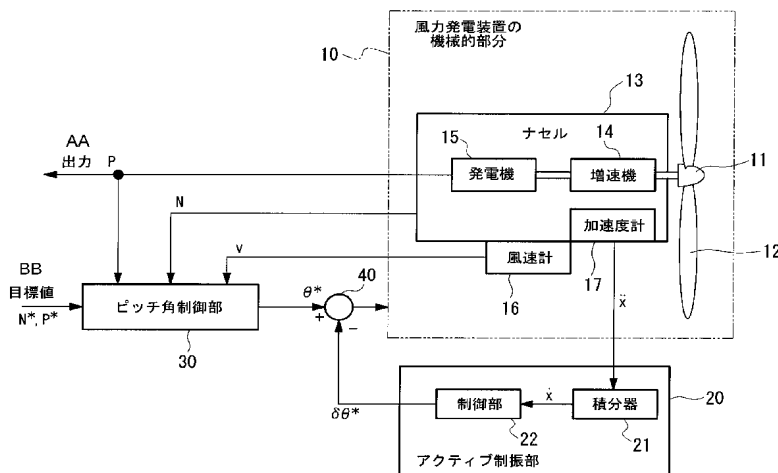 風力発電装置の
機械的部分
10
13
ナセル
14
15
発電機
増速機
11
AA
出力 P
N
加速度計
v
風速計
12
16
17
BB
目標値
N*, P*
ピッチ角制御部
30
θ*
40
+
−
ẍ
δθ*
制御部
22
ẋ
積分器
21
20
アクティブ制振部